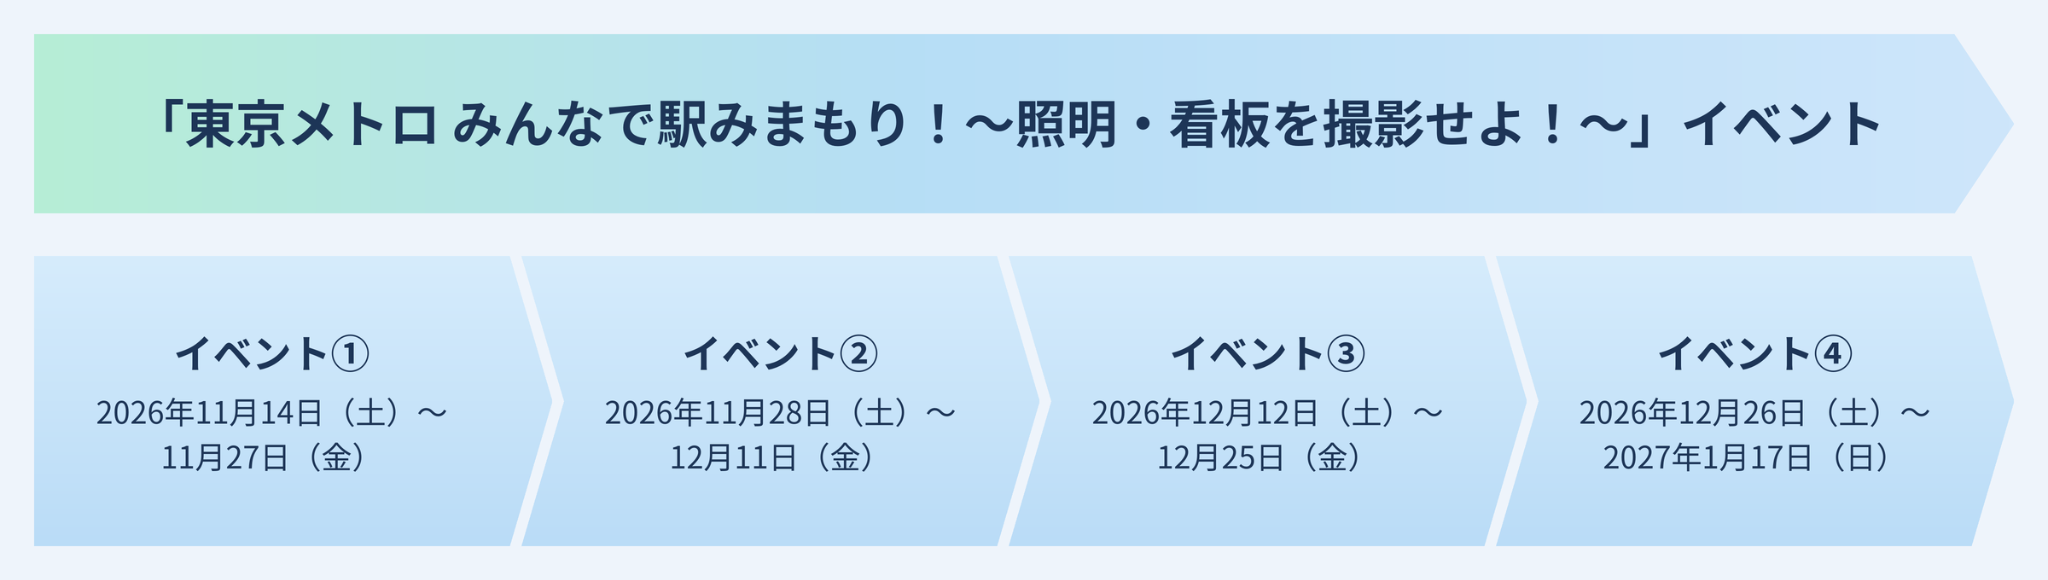 「東京メトロ みんなで駅みまもり！～照明・看板を撮影せよ！～」イベント
イベント①
2026年11月14日（土）～
11月27日（金）
イベント②
2026年11月28日（土）～
12月11日（金）
イベント③
2026年12月12日（土）～
12月25日（金）
イベント④
2026年12月26日（土）～
2027年1月17日（日）